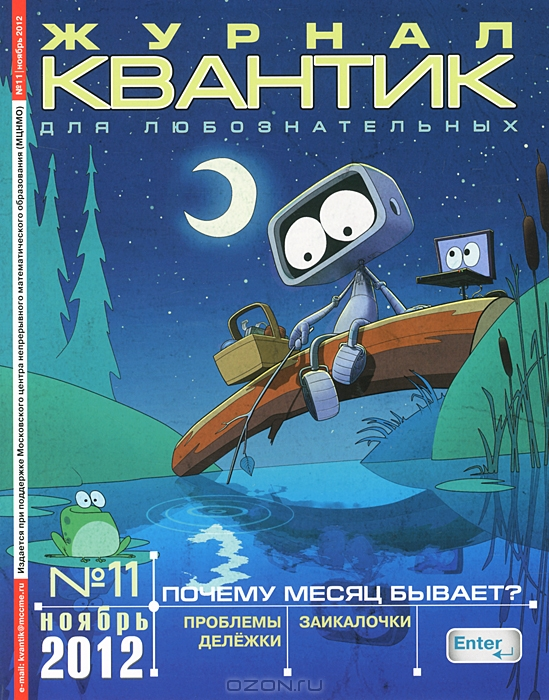 ЖУРНАЛ
КВАНТИК
ДЛЯ ЛЮБОЗНАТЕЛЬНЫХ
№11 | ноябрь 2012
Издается при поддержке Московского центра непрерывного математического образования (МЦНМО)
e-mail: kvantik@mccme.ru
3
№11
ноябрь
2012
ПОЧЕМУ МЕСЯЦ БЫВАЕТ?
ПРОБЛЕМЫ
ДЕЛЁЖКИ
ЗАИКАЛОЧКИ
Enter
OZON.ru